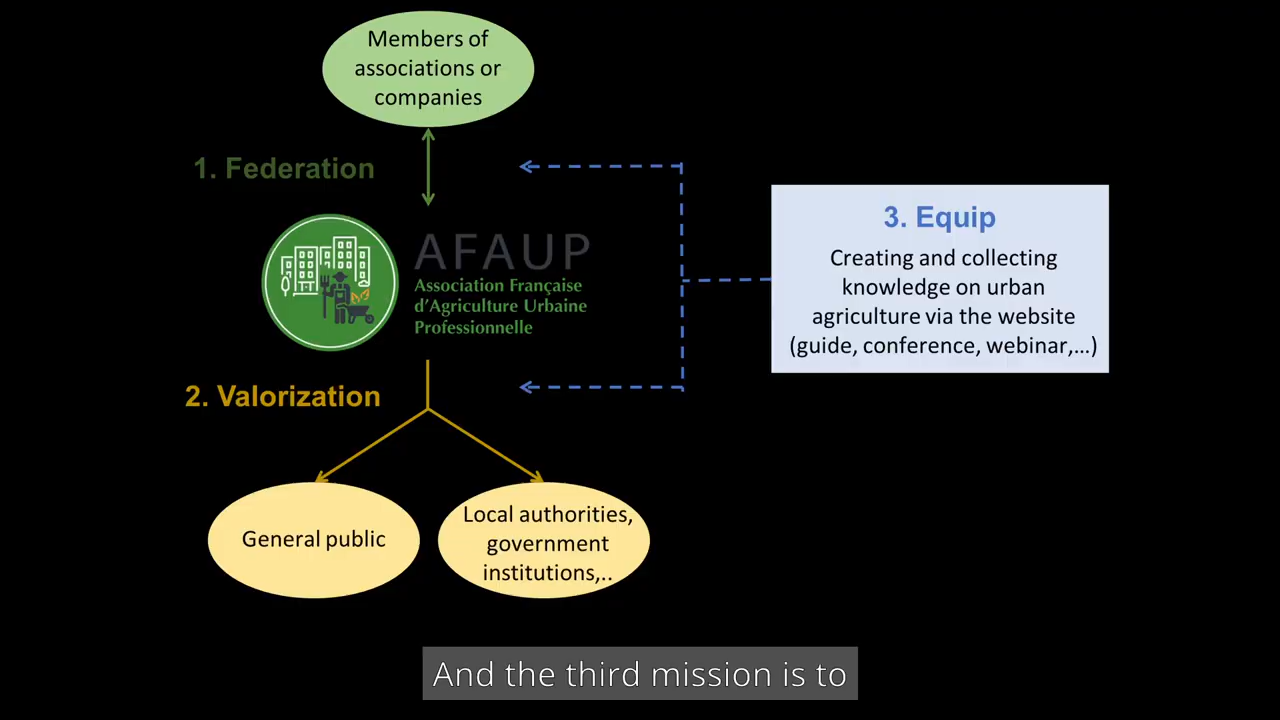 Members of
associations or
companies
1. Federation
AFAUP
Association Française
d'Agriculture Urbaine
Professionnelle
3. Equip
Creating and collecting
knowledge on urban
agriculture via the website
(guide, conference, webinar,...)
2. Valorization
General public
Local authorities,
government
institutions,..
And the third mission is to